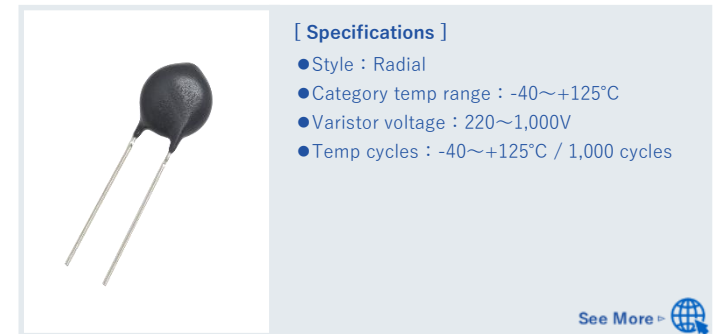 [ Specifications ]
●Style：Radial
●Category temp range：-40～+125℃
●Varistor voltage：220～1,000V
●Temp cycles：-40～+125℃ / 1,000 cycles
See More ▹